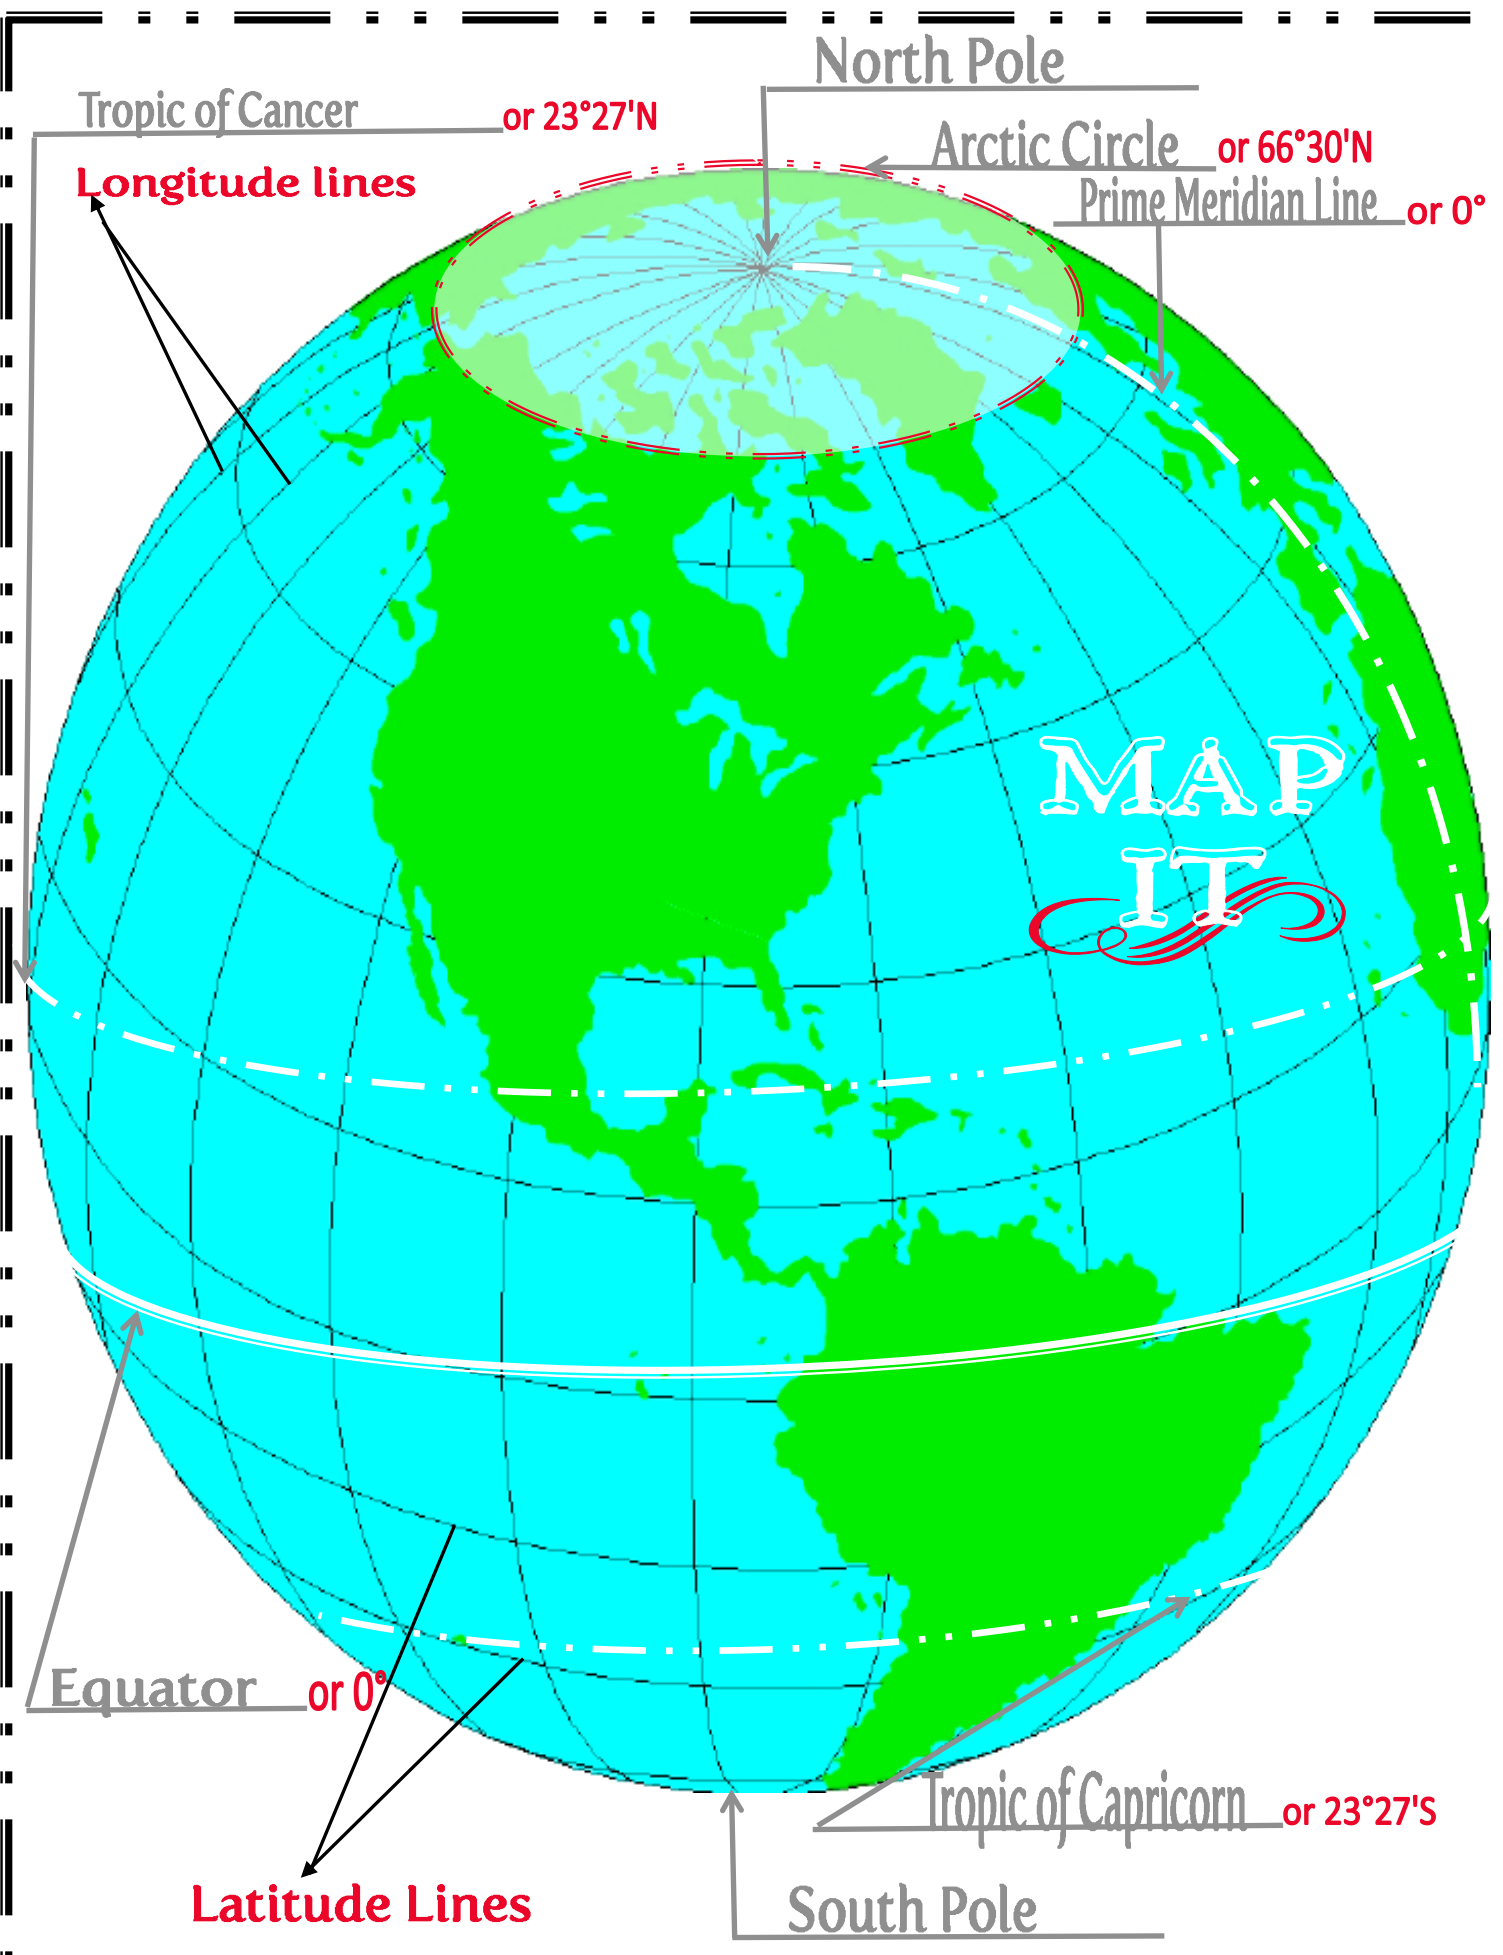 North Pole
Tropic of Cancer or 23°27'N
Arctic Circle or 66°30'N
Longitude lines
Prime Meridian Line or 0°
MAP
IT
Equator or 0°
Tropic of Capricorn or 23°27'S
Latitude Lines
South Pole